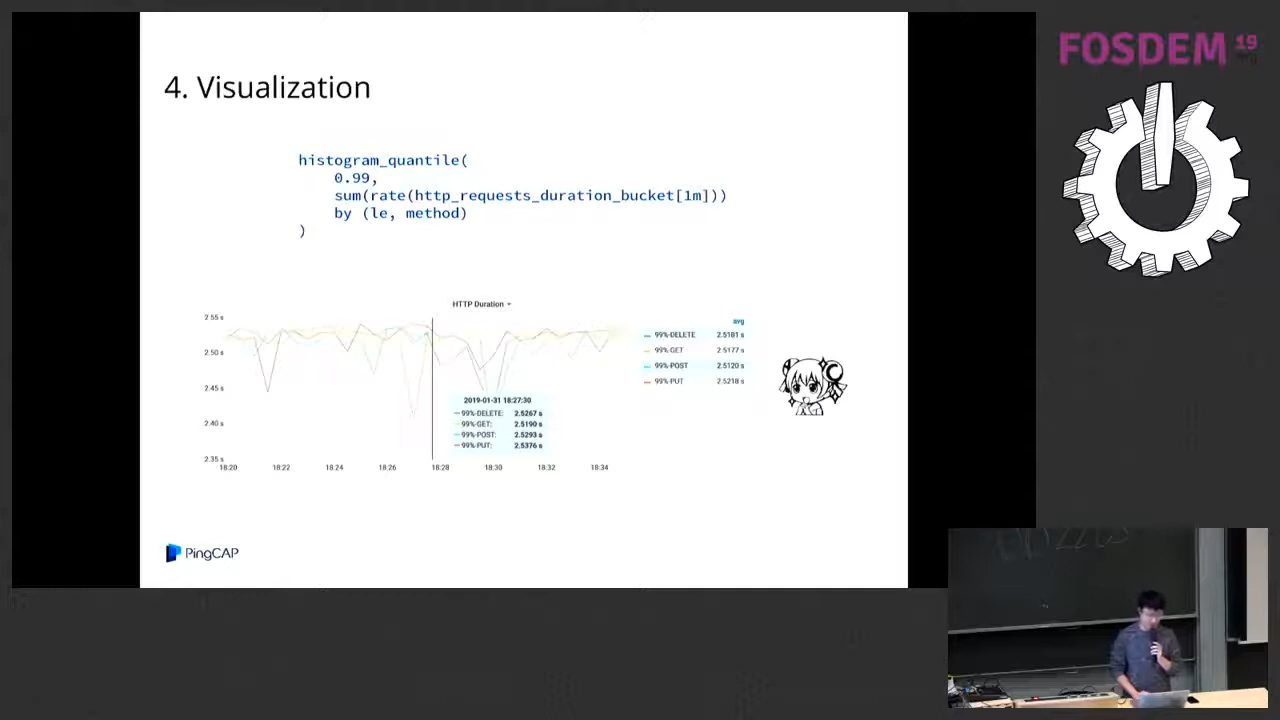 FOSDEM 19
.org
4. Visualization
histogram_quantile(
0.99,
sum(rate(http_requests_duration_bucket[1m]))
by (le, method)
)
HTTP Duration
2.55 s
2.50 s
2.45 s
2.40 s
2.35 s
18:20
18:22
18:24
18:26
18:28
18:30
18:32
18:34
2019-01-31 18:27:30
99%-DELETE: 2.5267 s
99%-GET: 2.5190 s
99%-POST: 2.5293 s
99%-PUT: 2.5376 s
avg
99%-DELETE 2.5181 s
99%-GET 2.5177 s
99%-POST 2.5120 s
99%-PUT 2.5218 s
PingCAP